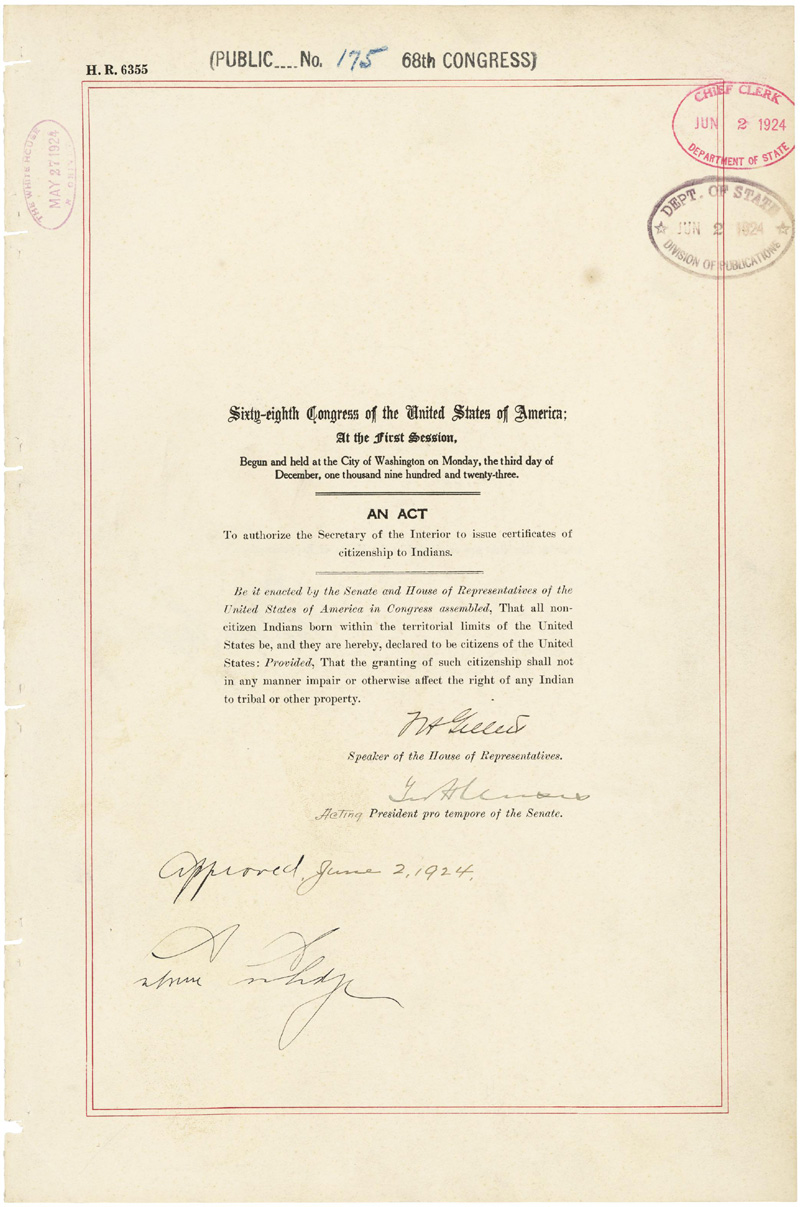 H. R. 6355
(PUBLIC....No. 175 68th CONGRESS)
CHIEF CLERK
JUN 2 1924
DEPARTMENT OF STATE
THE WHITE HOUSE
MAY 27 1924
DEPT. OF STATE
JUN 2 1924
DIVISION OF PUBLICATIONS
Sixty-eighth Congress of the United States of America;
At the First Session,
Begun and held at the City of Washington on Monday, the third day of
December, one thousand nine hundred and twenty-three.
AN ACT
To authorize the Secretary of the Interior to issue certificates of
citizenship to Indians.
Be it enacted by the Senate and House of Representatives of the
United States of America in Congress assembled, That all non-
citizen Indians born within the territorial limits of the United
States be, and they are hereby, declared to be citizens of the United
States: Provided, That the granting of such citizenship shall not
in any manner impair or otherwise affect the right of any Indian
to tribal or other property.
Speaker of the House of Representatives.
Acting President pro tempore of the Senate.
Approved, June 2, 1924.